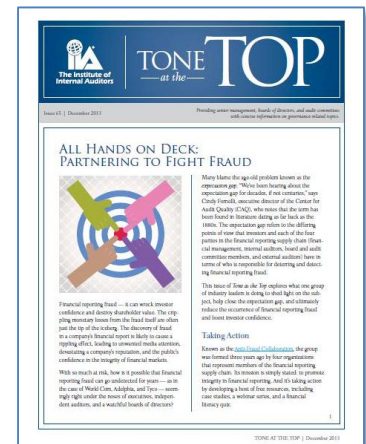 IIA
The Institute of
Internal Auditors
TONE
at the
TOP
Issue 65 | December 2013
Providing senior management, boards of directors, and audit committees
with concise information on governance-related topics.
ALL HANDS ON DECK:
PARTNERING TO FIGHT FRAUD
Financial reporting fraud — it can wreck investor
confidence and destroy shareholder value. The crip-
pling monetary losses from the fraud itself are often
just the tip of the iceberg. The discovery of fraud
in a company's financial report is likely to cause a
rippling effect, leading to unwanted media attention,
devastating a company's reputation, and the public's
confidence in the integrity of financial markets.
With so much at risk, how is it possible that financial
reporting fraud can go undetected for years — as in
the case of World Com, Adelphia, and Tyco — seem-
ingly right under the noses of executives, indepen-
dent auditors, and a watchful boards of directors?
Many blame the age-old problem known as the
expectation gap. "We've been hearing about the
expectation gap for decades, if not centuries," says
Cindy Fornelli, executive director of the Center for
Audit Quality (CAQ), who notes that the term has
been found in literature dating as far back as the
1880s. The expectation gap refers to the differing
points of view that investors and each of the four
parties in the financial reporting supply chain (finan-
cial management, internal auditors, board and audit
committee members, and external auditors) have in
terms of who is responsible for deterring and detect-
ing financial reporting fraud.
This issue of Tone at the Top explores what one group
of industry leaders is doing to shed light on the sub-
ject, help close the expectation gap, and ultimately
reduce the occurrence of financial reporting fraud
and boost investor confidence.
Taking Action
Known as the Anti-Fraud Collaboration, the group
was formed three years ago by four organizations
that represent members of the financial reporting
supply chain. Its mission is simply stated: to promote
integrity in financial reporting. And it's taking action
by developing a host of free resources, including
case studies, a webinar series, and a financial
literacy quiz.
1
TONE AT THE TOP | December 2013